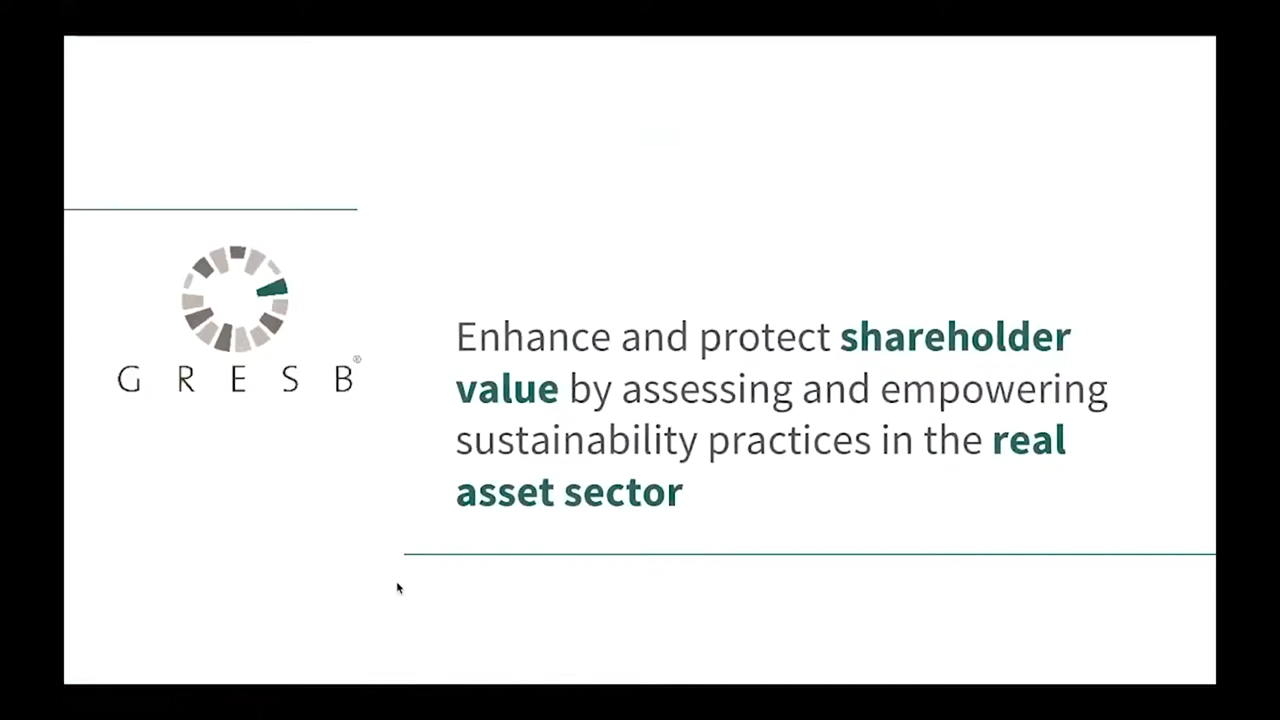 G R E S B ®
Enhance and protect shareholder
value by assessing and empowering
sustainability practices in the real
asset sector